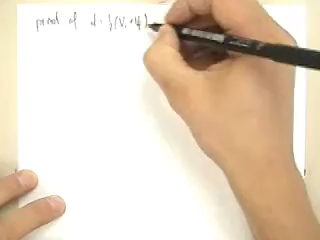 proof of d = ½(V₁+V₂)